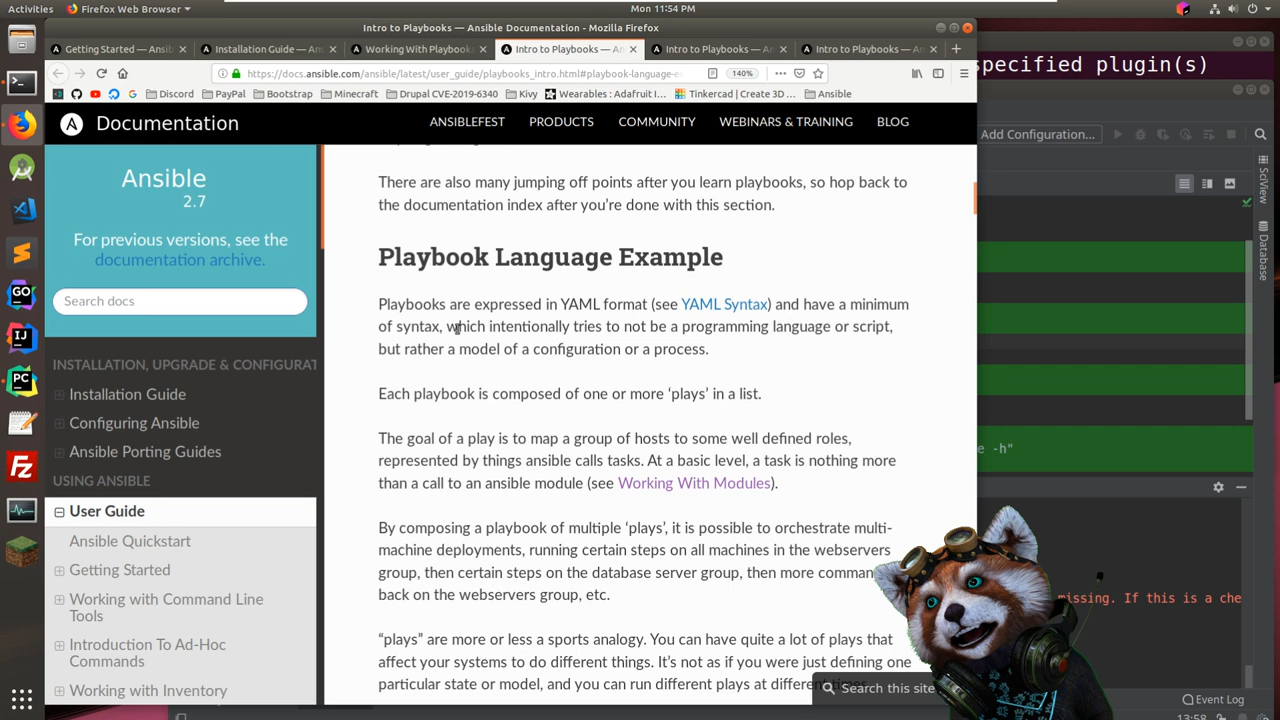 Activities
Firefox Web Browser
Mon 11:54 PM
Intro to Playbooks — Ansible Documentation - Mozilla Firefox
Getting Started — Ansib
Installation Guide — An
Working With Playbook
Intro to Playbooks — An
Intro to Playbooks — An
Intro to Playbooks — An
https://docs.ansible.com/ansible/latest/user_guide/playbooks_intro.html#playbook-language-e
140%
Discord
PayPal
Bootstrap
Minecraft
Drupal CVE-2019-6340
Kivy
Wearables : Adafruit I...
Tinkercad | Create 3D ...
Ansible
specified plugin(s)
Add Configuration...
Documentation
ANSIBLEFEST
PRODUCTS
COMMUNITY
WEBINARS & TRAINING
BLOG
Ansible
2.7
For previous versions, see the
documentation archive.
Search docs
INSTALLATION, UPGRADE & CONFIGURAT
Installation Guide
Configuring Ansible
Ansible Porting Guides
USING ANSIBLE
User Guide
Ansible Quickstart
Getting Started
Working with Command Line
Tools
Introduction To Ad-Hoc
Commands
Working with Inventory
There are also many jumping off points after you learn playbooks, so hop back to
the documentation index after you're done with this section.
Playbook Language Example
Playbooks are expressed in YAML format (see YAML Syntax) and have a minimum
of syntax, which intentionally tries to not be a programming language or script,
but rather a model of a configuration or a process.
Each playbook is composed of one or more ‘plays’ in a list.
The goal of a play is to map a group of hosts to some well defined roles,
represented by things ansible calls tasks. At a basic level, a task is nothing more
than a call to an ansible module (see Working With Modules).
By composing a playbook of multiple ‘plays’, it is possible to orchestrate multi-
machine deployments, running certain steps on all machines in the webservers
group, then certain steps on the database server group, then more comman
back on the webservers group, etc.
“plays” are more or less a sports analogy. You can have quite a lot of plays that
affect your systems to do different things. It’s not as if you were just defining one
particular state or model, and you can run different plays at different times
Search this site
SciView
Database
e -h"
missing. If this is a che
Event Log
13:58
GO
IJ
PC